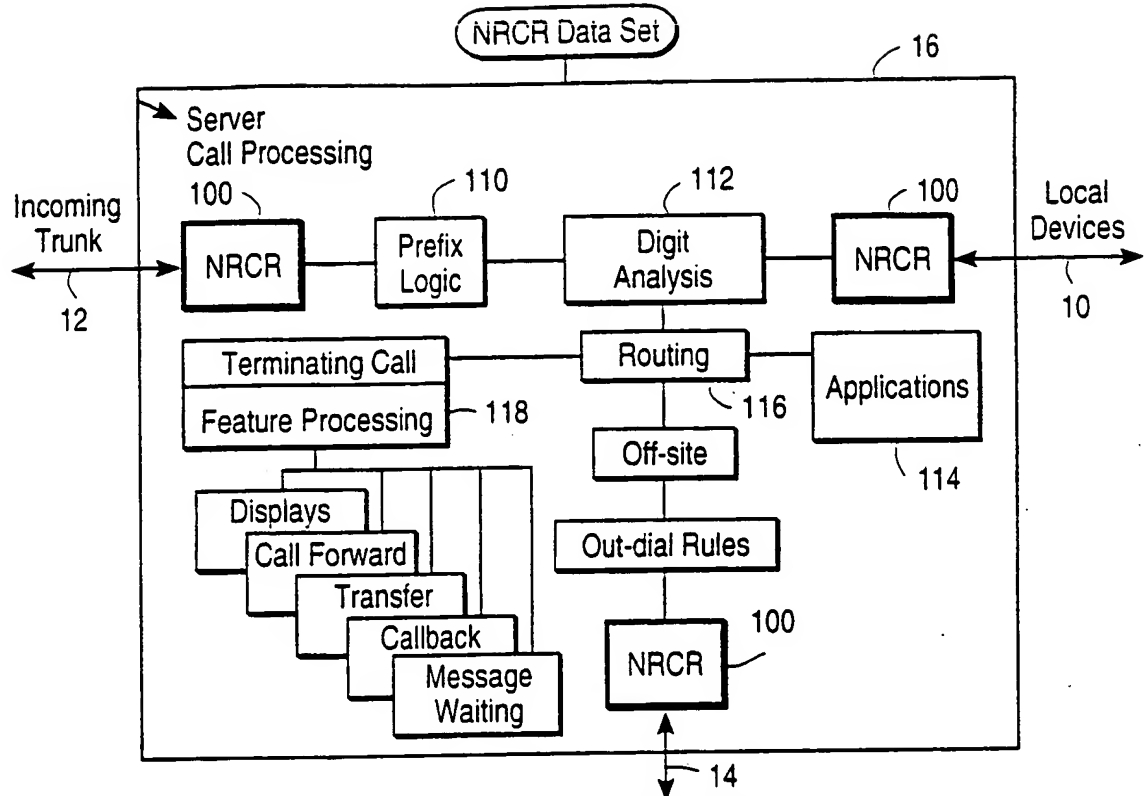 NRCR Data Set
16
Server
Call Processing
100
110
112
100
Incoming
Trunk
Local
Devices
NRCR
Prefix
Logic
Digit
Analysis
NRCR
12
10
Terminating Call
Routing
Applications
Feature Processing
118
116
114
Off-site
Displays
Call Forward
Out-dial Rules
Transfer
Callback
100
NRCR
Message
Waiting
14